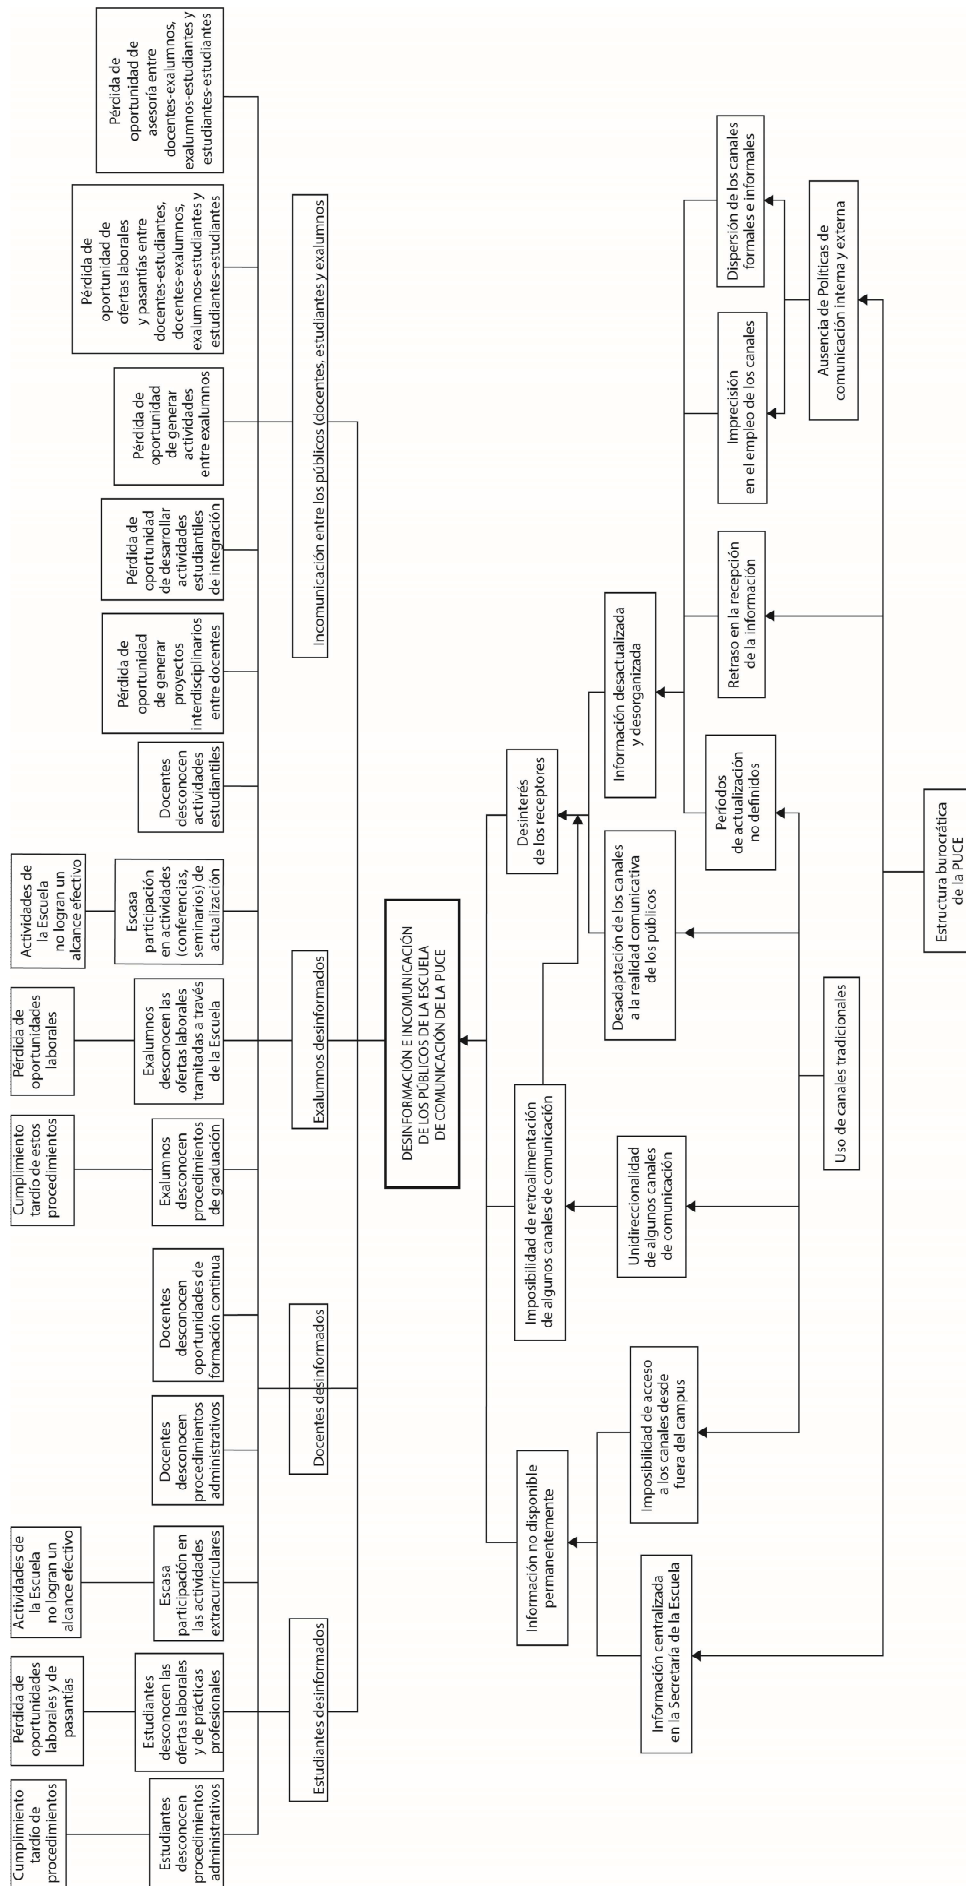 Cumplimiento
tardío de
procedimientos
Pérdida de
oportunidades
laborales y de
pasantías
Actividades de
la Escuela
no logran un
alcance efectivo
Cumplimiento
tardío de estos
procedimientos
Pérdida de
oportunidades
laborales
Actividades de
la Escuela
no logran un
alcance efectivo
Estudiantes
desconocen
procedimientos
administrativos
Estudiantes
desconocen las
ofertas laborales
y de prácticas
profesionales
Escasa
participación en
las actividades
extracurriculares
Docentes
desconocen
procedimientos
administrativos
Docentes
desconocen
oportunidades de
formación continua
Exalumnos
desconocen
procedimientos
de graduación
Exalumnos
desconocen las
ofertas laborales
tramitadas a través
de la Escuela
Escasa
participación
en actividades
(conferencias,
seminarios) de
actualización
Docentes
desconocen
actividades
estudiantiles
Pérdida de
oportunidad
de generar
proyectos
interdisciplinarios
entre docentes
Pérdida de
oportunidad
de desarrollar
actividades
estudiantiles
de integración
Pérdida de
oportunidad
de generar
actividades
entre exalumnos
Pérdida de
oportunidad de
ofertas laborales
y pasantías entre
docentes-estudiantes,
docentes-exalumnos,
exalumnos-estudiantes y
estudiantes-estudiantes
Pérdida de
oportunidad de
asesoría entre
docentes-exalumnos,
exalumnos-estudiantes y
estudiantes-estudiantes
Estudiantes desinformados
Docentes desinformados
Exalumnos desinformados
Incomunicación entre los públicos (docentes, estudiantes y exalumnos)
DESINFORMACIÓN E INCOMUNICACIÓN
DE LOS PÚBLICOS DE LA ESCUELA
DE COMUNICACIÓN DE LA PUCE
Información no disponible
permanentemente
Imposibilidad de retroalimentación
de algunos canales de comunicación
Desinterés
de los receptores
Información centralizada
en la Secretaría de la Escuela
Imposibilidad de acceso
a los canales desde
fuera del campus
Unidireccionalidad
de algunos canales
de comunicación
Desadaptación de los canales
a la realidad comunicativa
de los públicos
Información desactualizada
y desorganizada
Períodos
de actualización
no definidos
Retraso en la recepción
de la información
Imprecisión
en el empleo de los canales
Dispersión de los canales
formales e informales
Uso de canales tradicionales
Ausencia de Políticas de
comunicación interna y externa
Estructura burocrática
de la PUCE